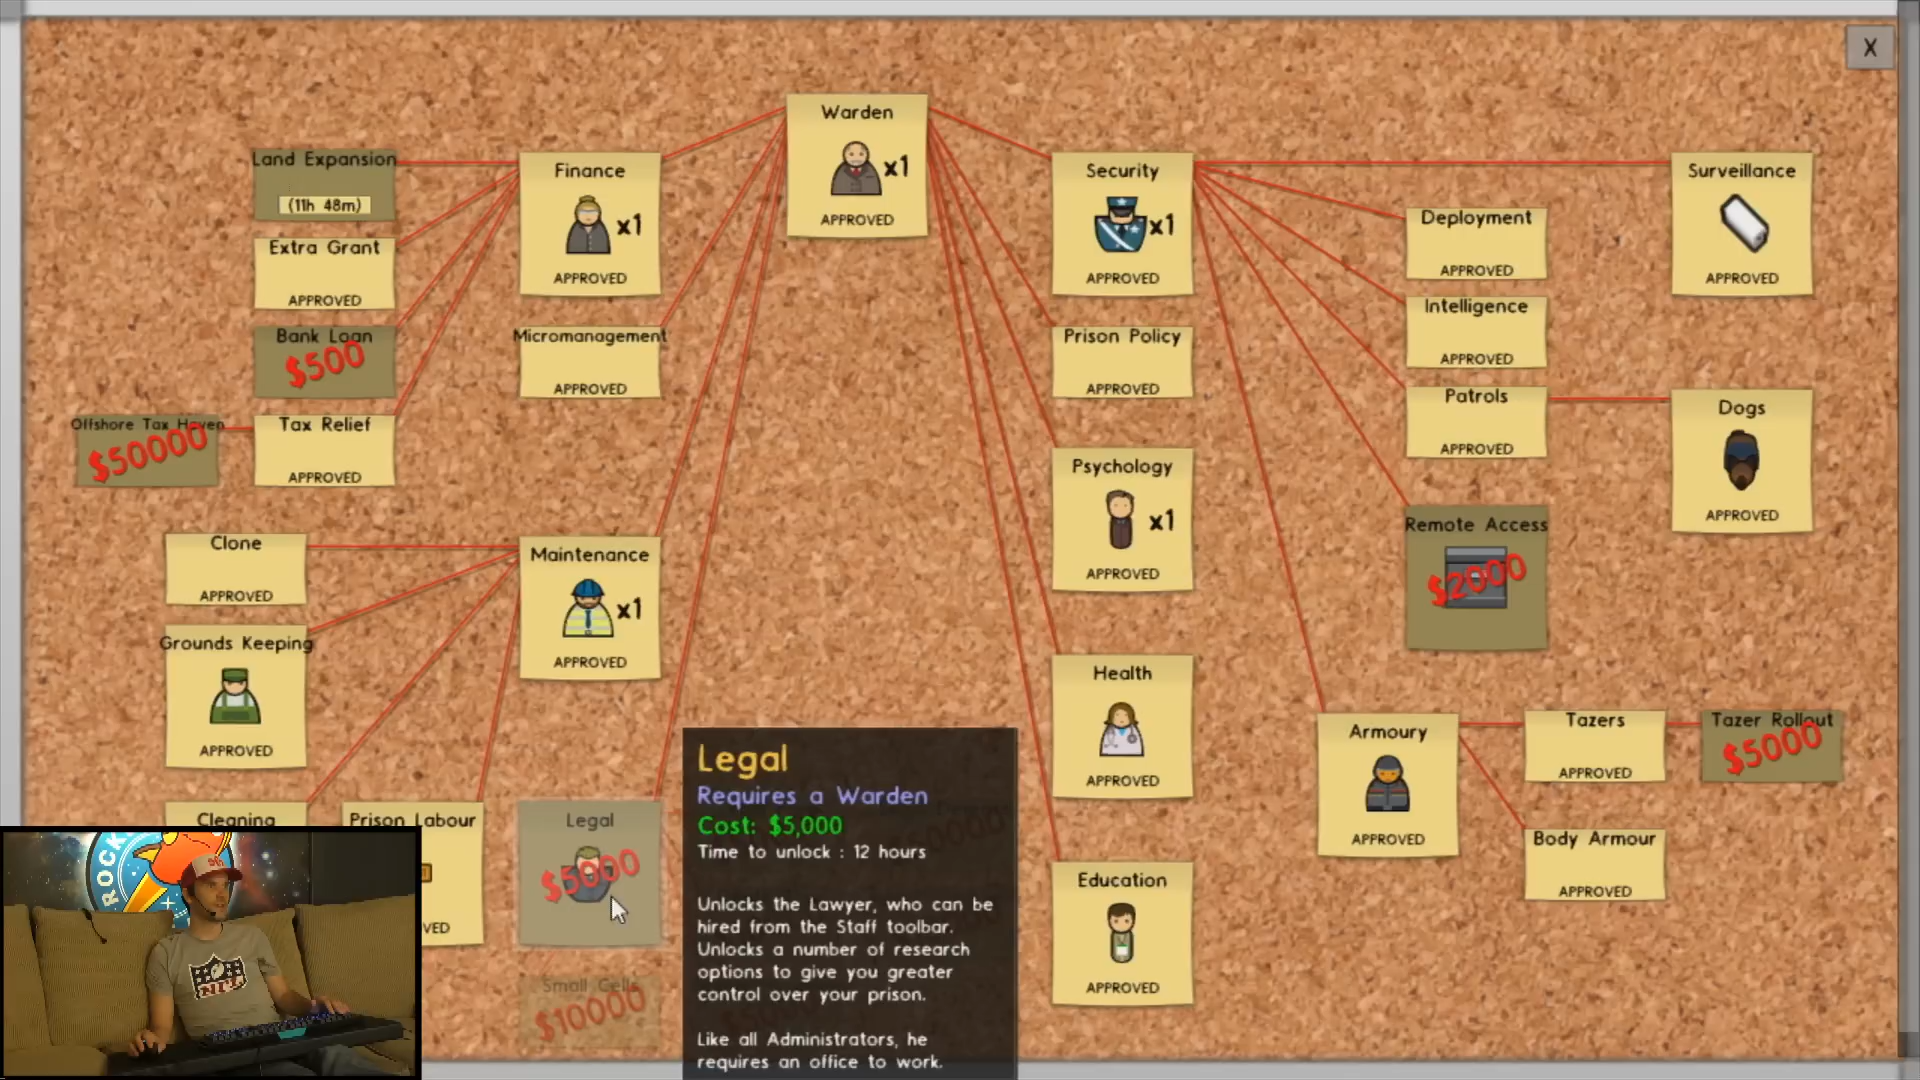 X
Warden
x1
APPROVED
Land Expansion
(11h 48m)
Finance
x1
APPROVED
Security
x1
APPROVED
Surveillance
APPROVED
Extra Grant
APPROVED
Deployment
APPROVED
Bank Loan
$500
Micromanagement
APPROVED
Prison Policy
APPROVED
Intelligence
APPROVED
Offshore Tax Haven
$50000
Tax Relief
APPROVED
Patrols
APPROVED
Dogs
APPROVED
Psychology
x1
APPROVED
Clone
APPROVED
Maintenance
x1
APPROVED
Remote Access
$2000
Grounds Keeping
APPROVED
Health
APPROVED
Armoury
APPROVED
Tazers
APPROVED
Tazer Rollout
$5000
Body Armour
APPROVED
Cleaning
Prison Labour
VED
Legal
$5000
Small Cells
$10000
Education
APPROVED
Legal
Requires a Warden
Cost: $5,000
Time to unlock : 12 hours
Unlocks the Lawyer, who can be
hired from the Staff toolbar.
Unlocks a number of research
options to give you greater
control over your prison.
Like all Administrators, he
requires an office to work.
ROCK
NFL